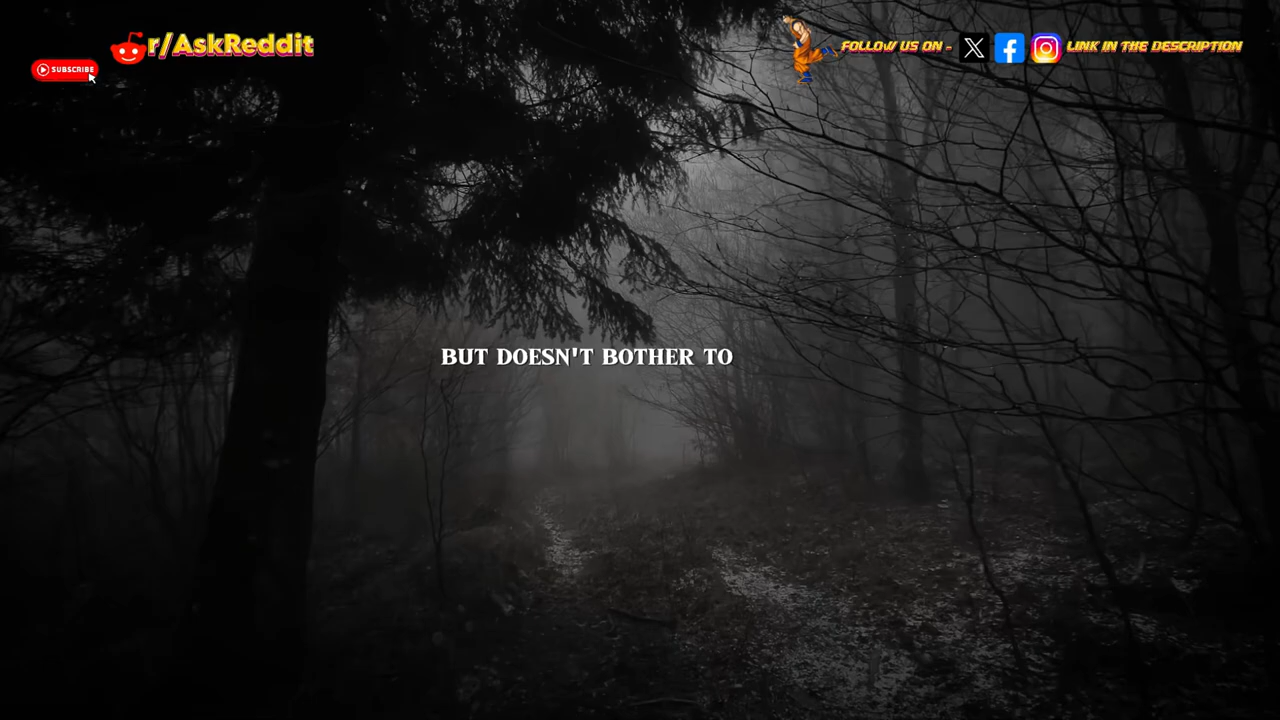 r/AskReddit
SUBSCRIBE
FOLLOW US ON -
LINK IN THE DESCRIPTION
BUT DOESN'T BOTHER TO